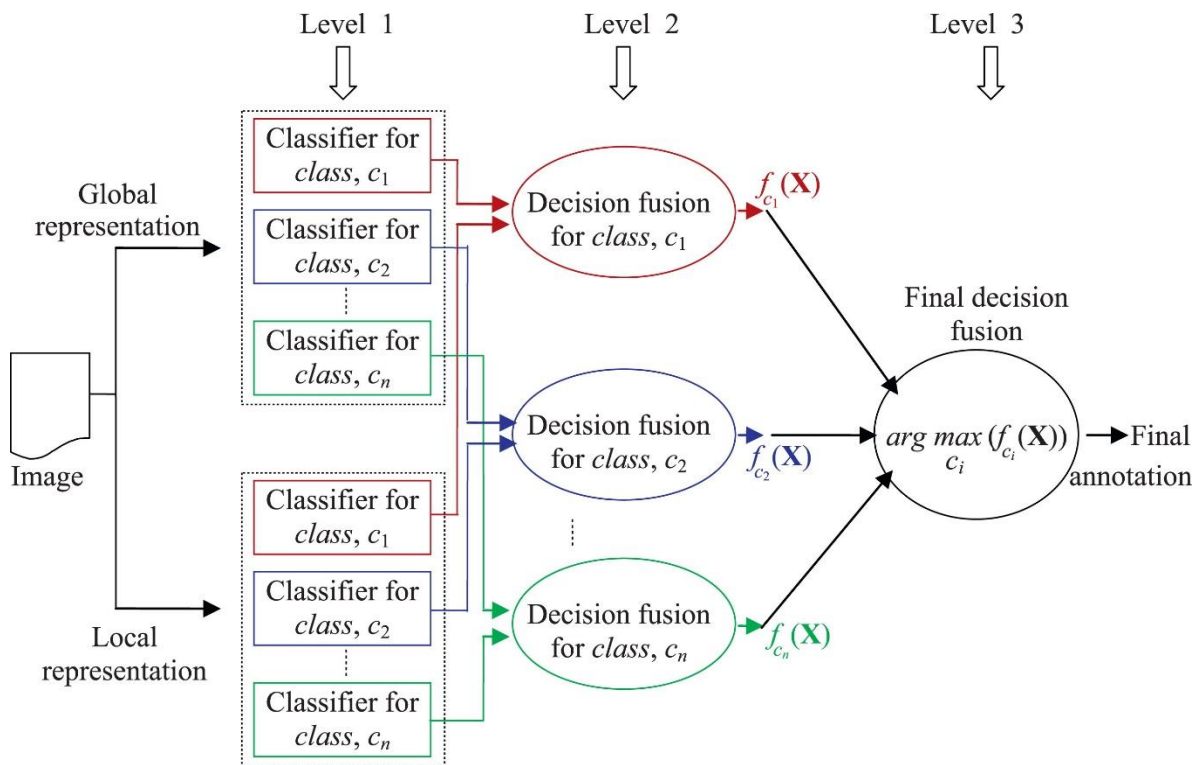 Level 1
Level 2
Level 3
Global
representation
Image
Local
representation
Classifier for
class, c1
Classifier for
class, c2
Classifier for
class, cn
Classifier for
class, c1
Classifier for
class, c2
Classifier for
class, cn
Decision fusion
for class, c1
Decision fusion
for class, c2
Decision fusion
for class, cn
fc1(X)
fc2(X)
fcn(X)
Final decision
fusion
arg max (fci(X))
ci
Final
annotation